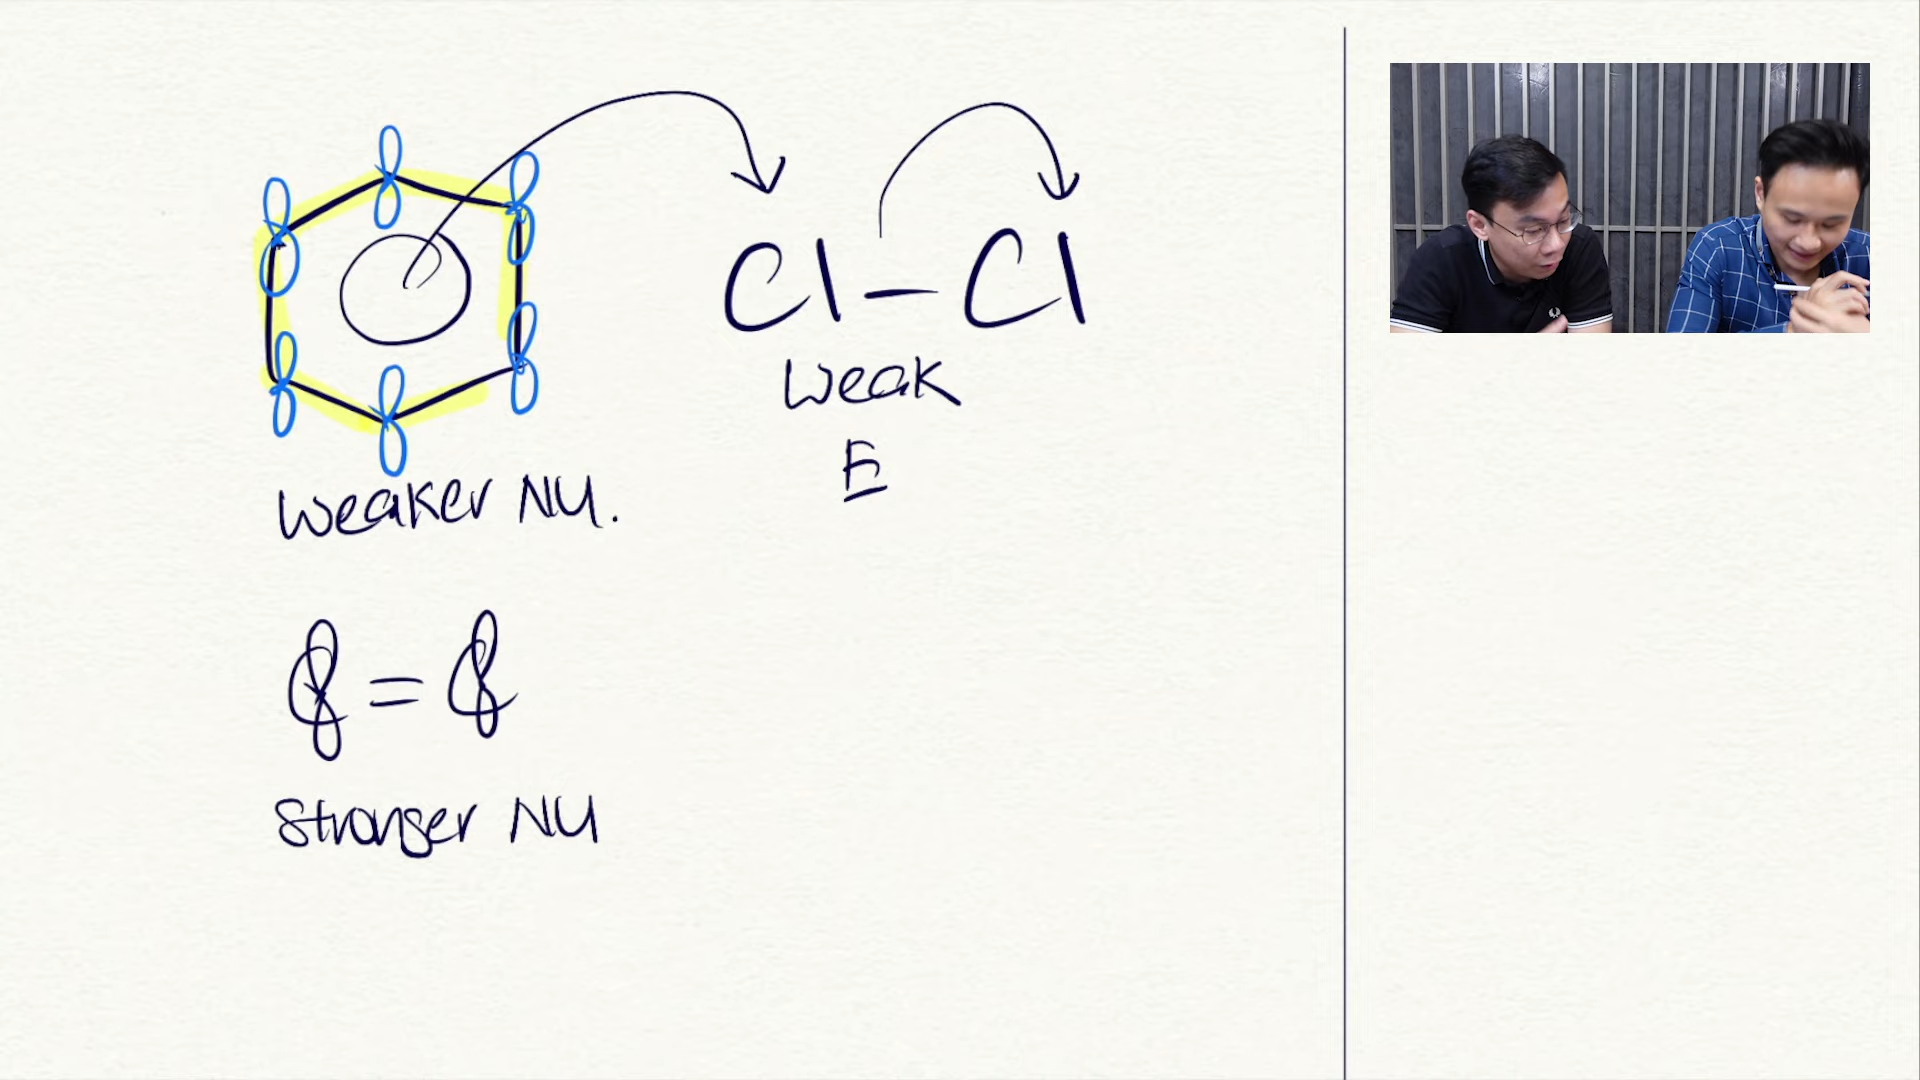 Cl – Cl
Weak
E
Weaker NU.
C = C
Stronger NU